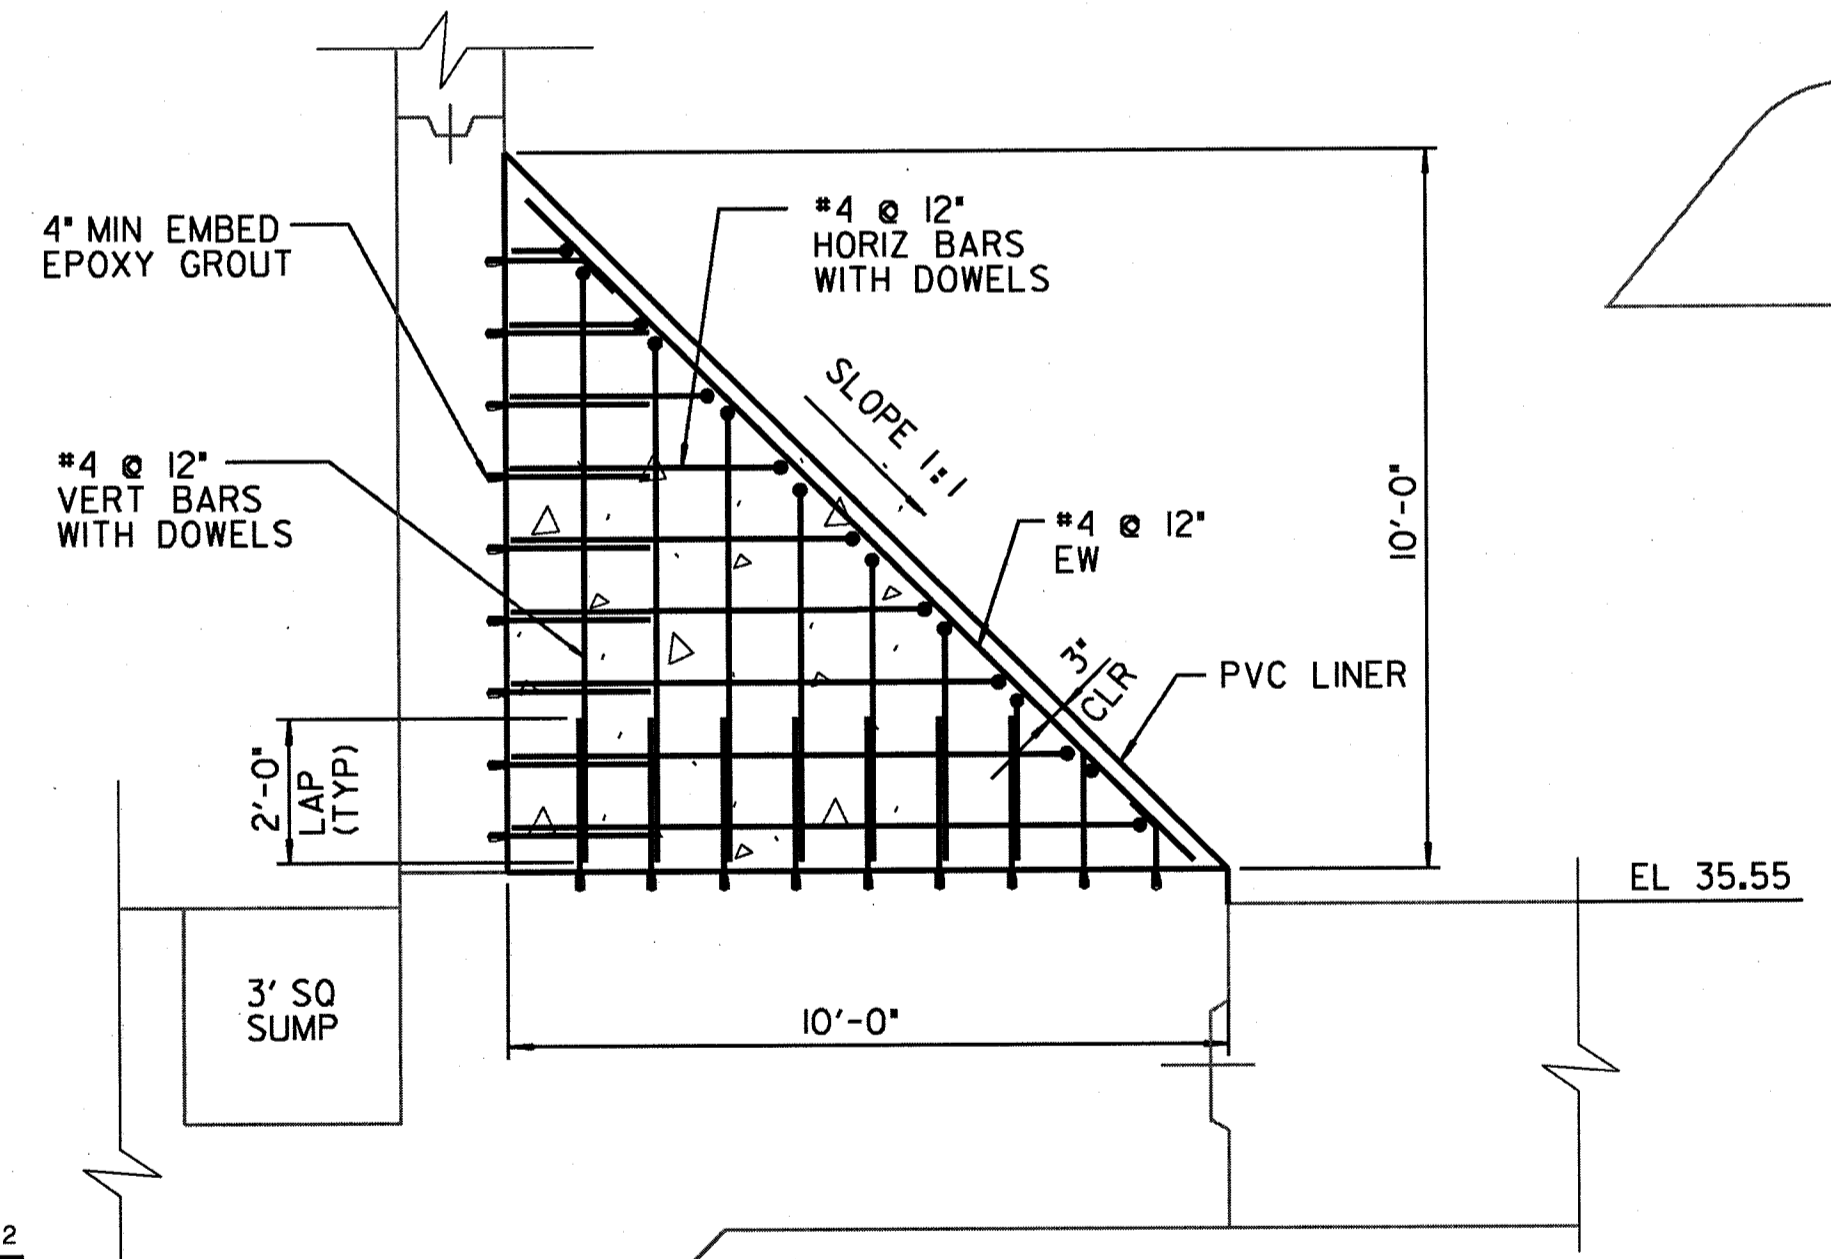 4" MIN EMBED
EPOXY GROUT
#4 @ 12"
HORIZ BARS
WITH DOWELS
SLOPE 1:1
#4 @ 12"
VERT BARS
WITH DOWELS
#4 @ 12"
EW
10'-0"
3"
CLR
PVC LINER
2'-0"
LAP
(TYP)
EL 35.55
3' SQ
SUMP
10'-0"
2